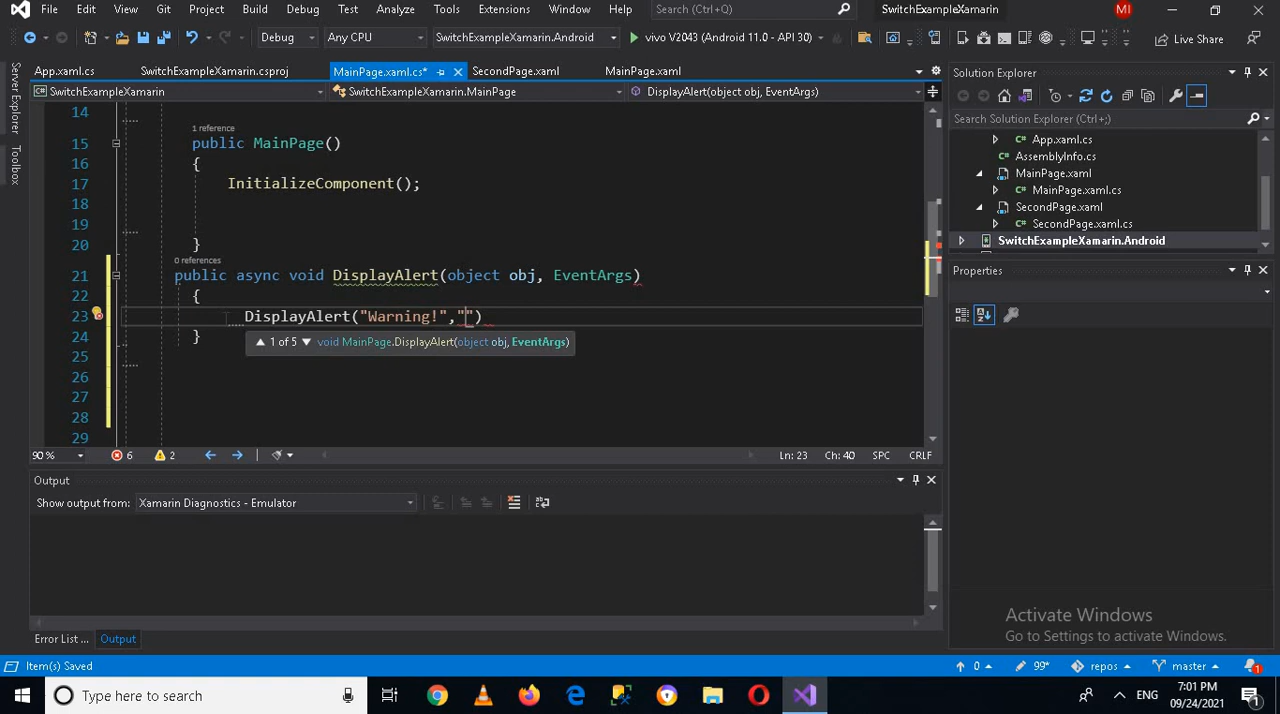 File Edit View Git Project Build Debug Test Analyze Tools Extensions Window Help Search (Ctrl+Q) SwitchExampleXamarin MI
Debug Any CPU SwitchExampleXamarin.Android vivo V2043 (Android 11.0 - API 30) Live Share
Server Explorer
Toolbox
App.xaml.cs SwitchExampleXamarin.csproj MainPage.xaml.cs* SecondPage.xaml MainPage.xaml
SwitchExampleXamarin SwitchExampleXamarin.MainPage DisplayAlert(object obj, EventArgs)
14
1 reference
15 public MainPage()
16 {
17 InitializeComponent();
18
19
20 }
0 references
21 public async void DisplayAlert(object obj, EventArgs)
22 {
23 DisplayAlert("Warning!","")
1 of 5 void MainPage.DisplayAlert(object obj, EventArgs)
24 }
25
26
27
28
29
90 % 6 2 Ln: 23 Ch: 40 SPC CRLF
Output
Show output from: Xamarin Diagnostics - Emulator
Error List ... Output
Solution Explorer
Search Solution Explorer (Ctrl+;)
App.xaml.cs
AssemblyInfo.cs
MainPage.xaml
MainPage.xaml.cs
SecondPage.xaml
SecondPage.xaml.cs
SwitchExampleXamarin.Android
Properties
Activate Windows
Go to Settings to activate Windows.
Item(s) Saved 0 99* repos master 1
Type here to search ENG 7:01 PM
09/24/2021 1